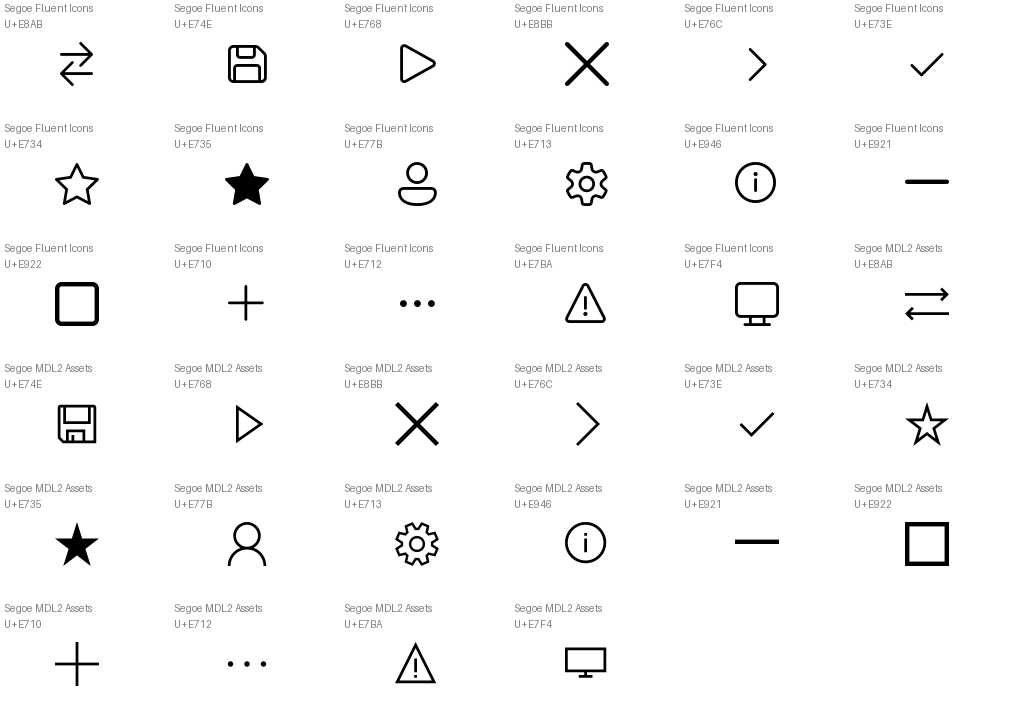 Segoe Fluent Icons
U+E8AB
Segoe Fluent Icons
U+E74E
Segoe Fluent Icons
U+E768
Segoe Fluent Icons
U+E8BB
Segoe Fluent Icons
U+E76C
Segoe Fluent Icons
U+E73E
Segoe Fluent Icons
U+E734
Segoe Fluent Icons
U+E735
Segoe Fluent Icons
U+E77B
Segoe Fluent Icons
U+E713
Segoe Fluent Icons
U+E946
Segoe Fluent Icons
U+E921
Segoe Fluent Icons
U+E922
Segoe Fluent Icons
U+E710
Segoe Fluent Icons
U+E712
Segoe Fluent Icons
U+E7BA
Segoe Fluent Icons
U+E7F4
Segoe MDL2 Assets
U+E8AB
Segoe MDL2 Assets
U+E74E
Segoe MDL2 Assets
U+E768
Segoe MDL2 Assets
U+E8BB
Segoe MDL2 Assets
U+E76C
Segoe MDL2 Assets
U+E73E
Segoe MDL2 Assets
U+E734
Segoe MDL2 Assets
U+E735
Segoe MDL2 Assets
U+E77B
Segoe MDL2 Assets
U+E713
Segoe MDL2 Assets
U+E946
Segoe MDL2 Assets
U+E921
Segoe MDL2 Assets
U+E922
Segoe MDL2 Assets
U+E710
Segoe MDL2 Assets
U+E712
Segoe MDL2 Assets
U+E7BA
Segoe MDL2 Assets
U+E7F4